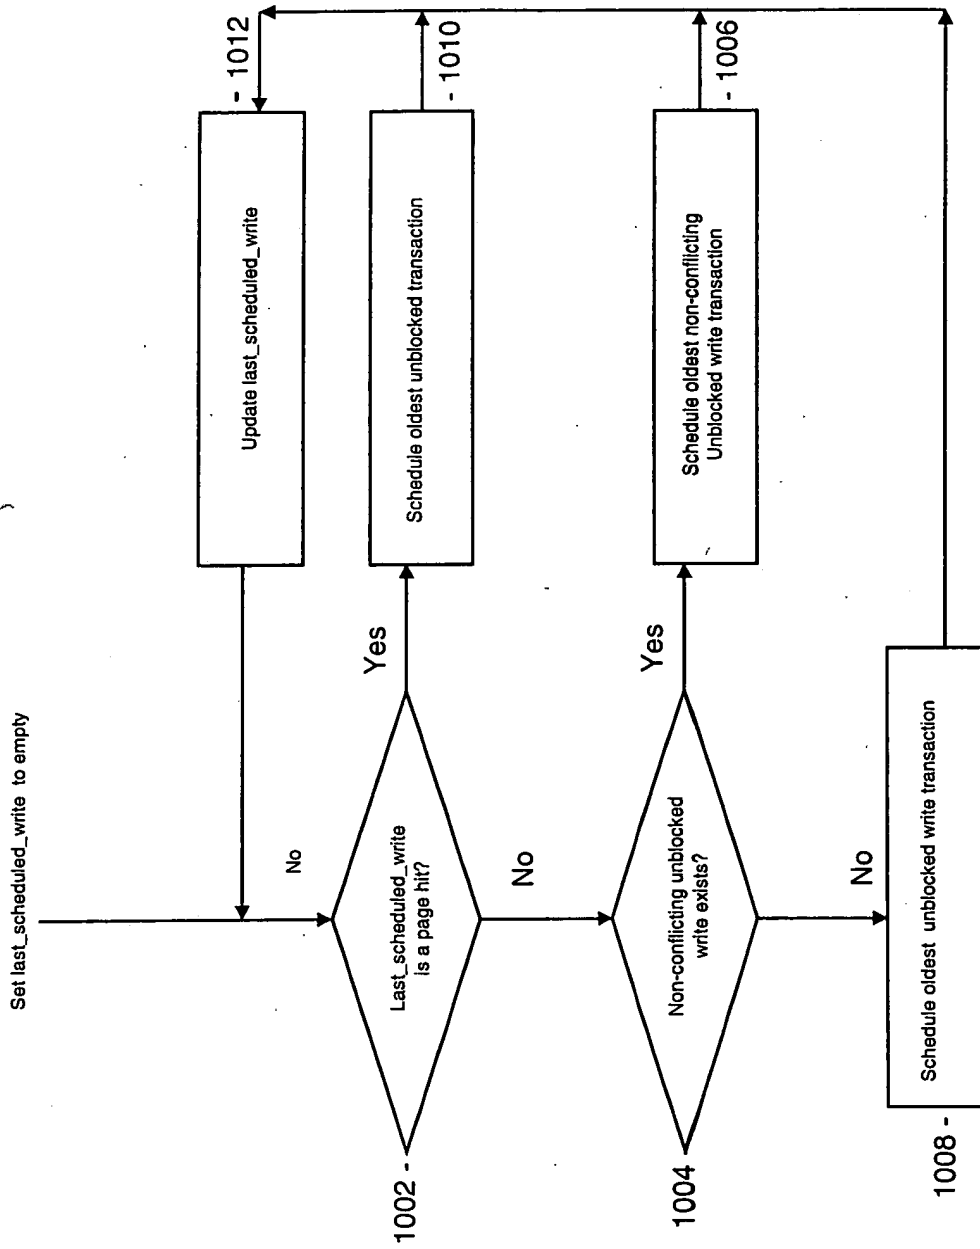 Set last_scheduled_write to empty
Update last_scheduled_write
- 1012
No
1002 -
Last_scheduled_write
is a page hit?
Yes
Schedule oldest unblocked transaction
- 1010
No
1004 -
Non-conflicting unblocked
write exists?
Yes
Schedule oldest non-conflicting
Unblocked write transaction
- 1006
No
1008 -
Schedule oldest unblocked write transaction